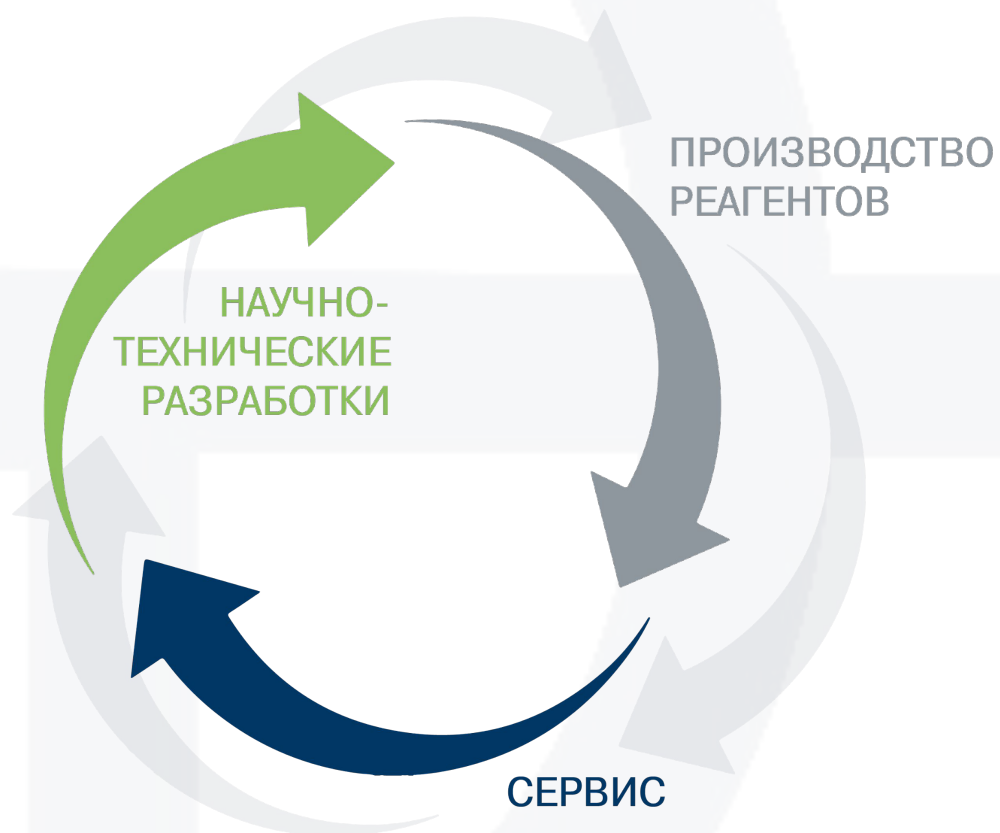 ПРОИЗВОДСТВО
РЕАГЕНТОВ
НАУЧНО-
ТЕХНИЧЕСКИЕ
РАЗРАБОТКИ
СЕРВИС